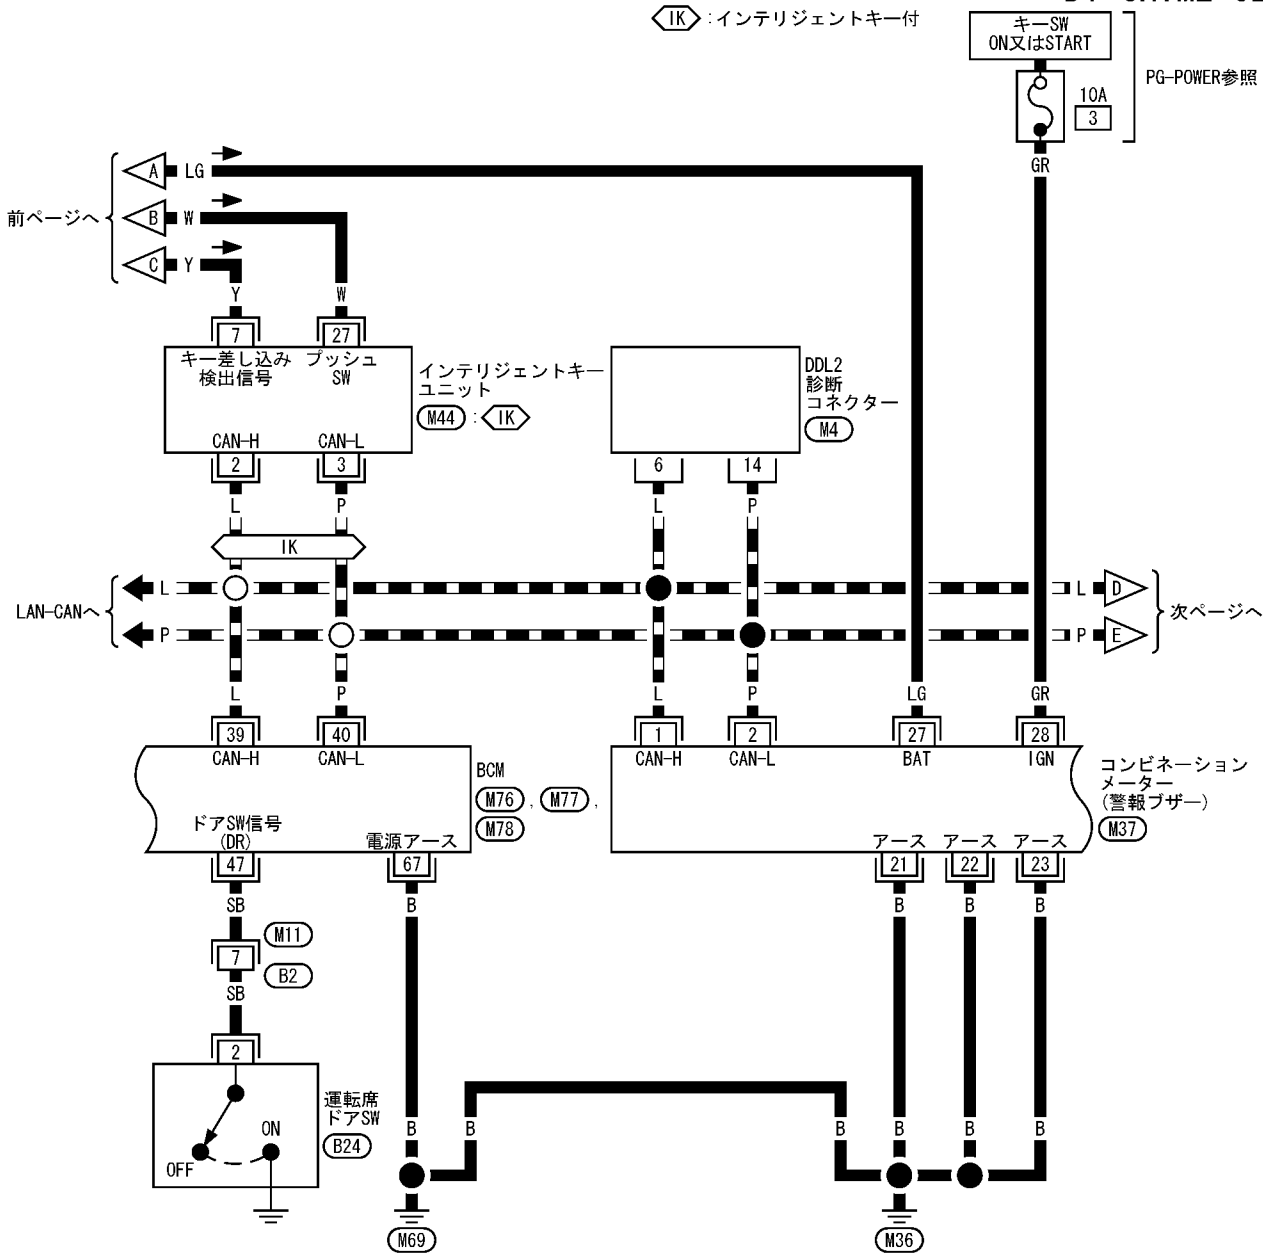 IK :インテリジェントキー付
キーSW
ON又はSTART
PG-POWER参照
10A
3
GR
A LG
前ページへ
B W
C Y
Y W
7 27
キー差し込み
検出信号
プッシュ
SW
インテリジェントキー
ユニット
M44 : IK
DDL2
診断
コネクター
M4
CAN-H CAN-L
2 3 6 14
L P L P
IK
LAN-CANへ
L L D
次ページへ
P P E
L P L P LG GR
39 40 1 2 27 28
CAN-H CAN-L CAN-H CAN-L BAT IGN
BCM
M76 , M77 ,
M78
コンビネーション
メーター
(警報ブザー)
M37
ドアSW信号
(DR)
電源アース
アース アース アース
47 67 21 22 23
SB B B B B
M11
7
B2
SB
2
運転席
ドアSW
B24
ON
OFF
B B B B B B
M69 M36